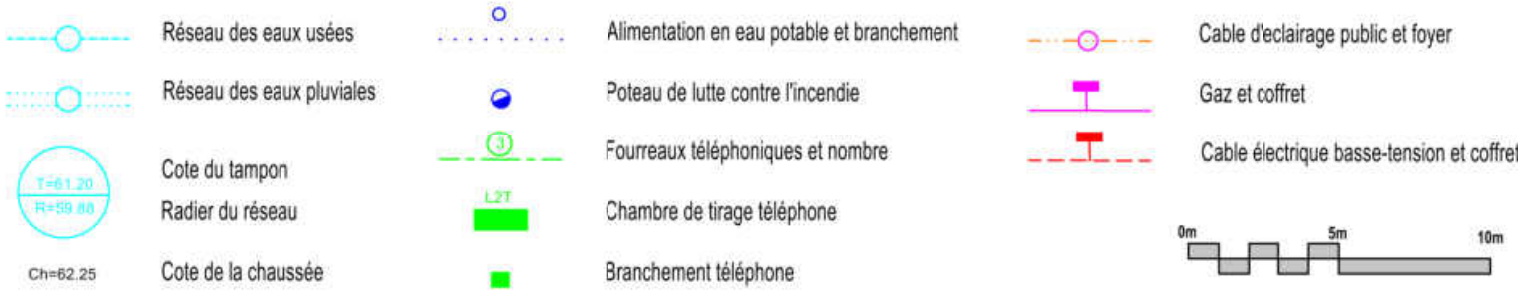 Réseau des eaux usées
Réseau des eaux pluviales
T=61.20
R=59.88
Cote du tampon
Radier du réseau
Ch=62.25
Cote de la chaussée
Alimentation en eau potable et branchement
Poteau de lutte contre l'incendie
3
Fourreaux téléphoniques et nombre
L2T
Chambre de tirage téléphone
Branchement téléphone
Cable d'eclairage public et foyer
Gaz et coffret
Cable électrique basse-tension et coffret
0m 5m 10m